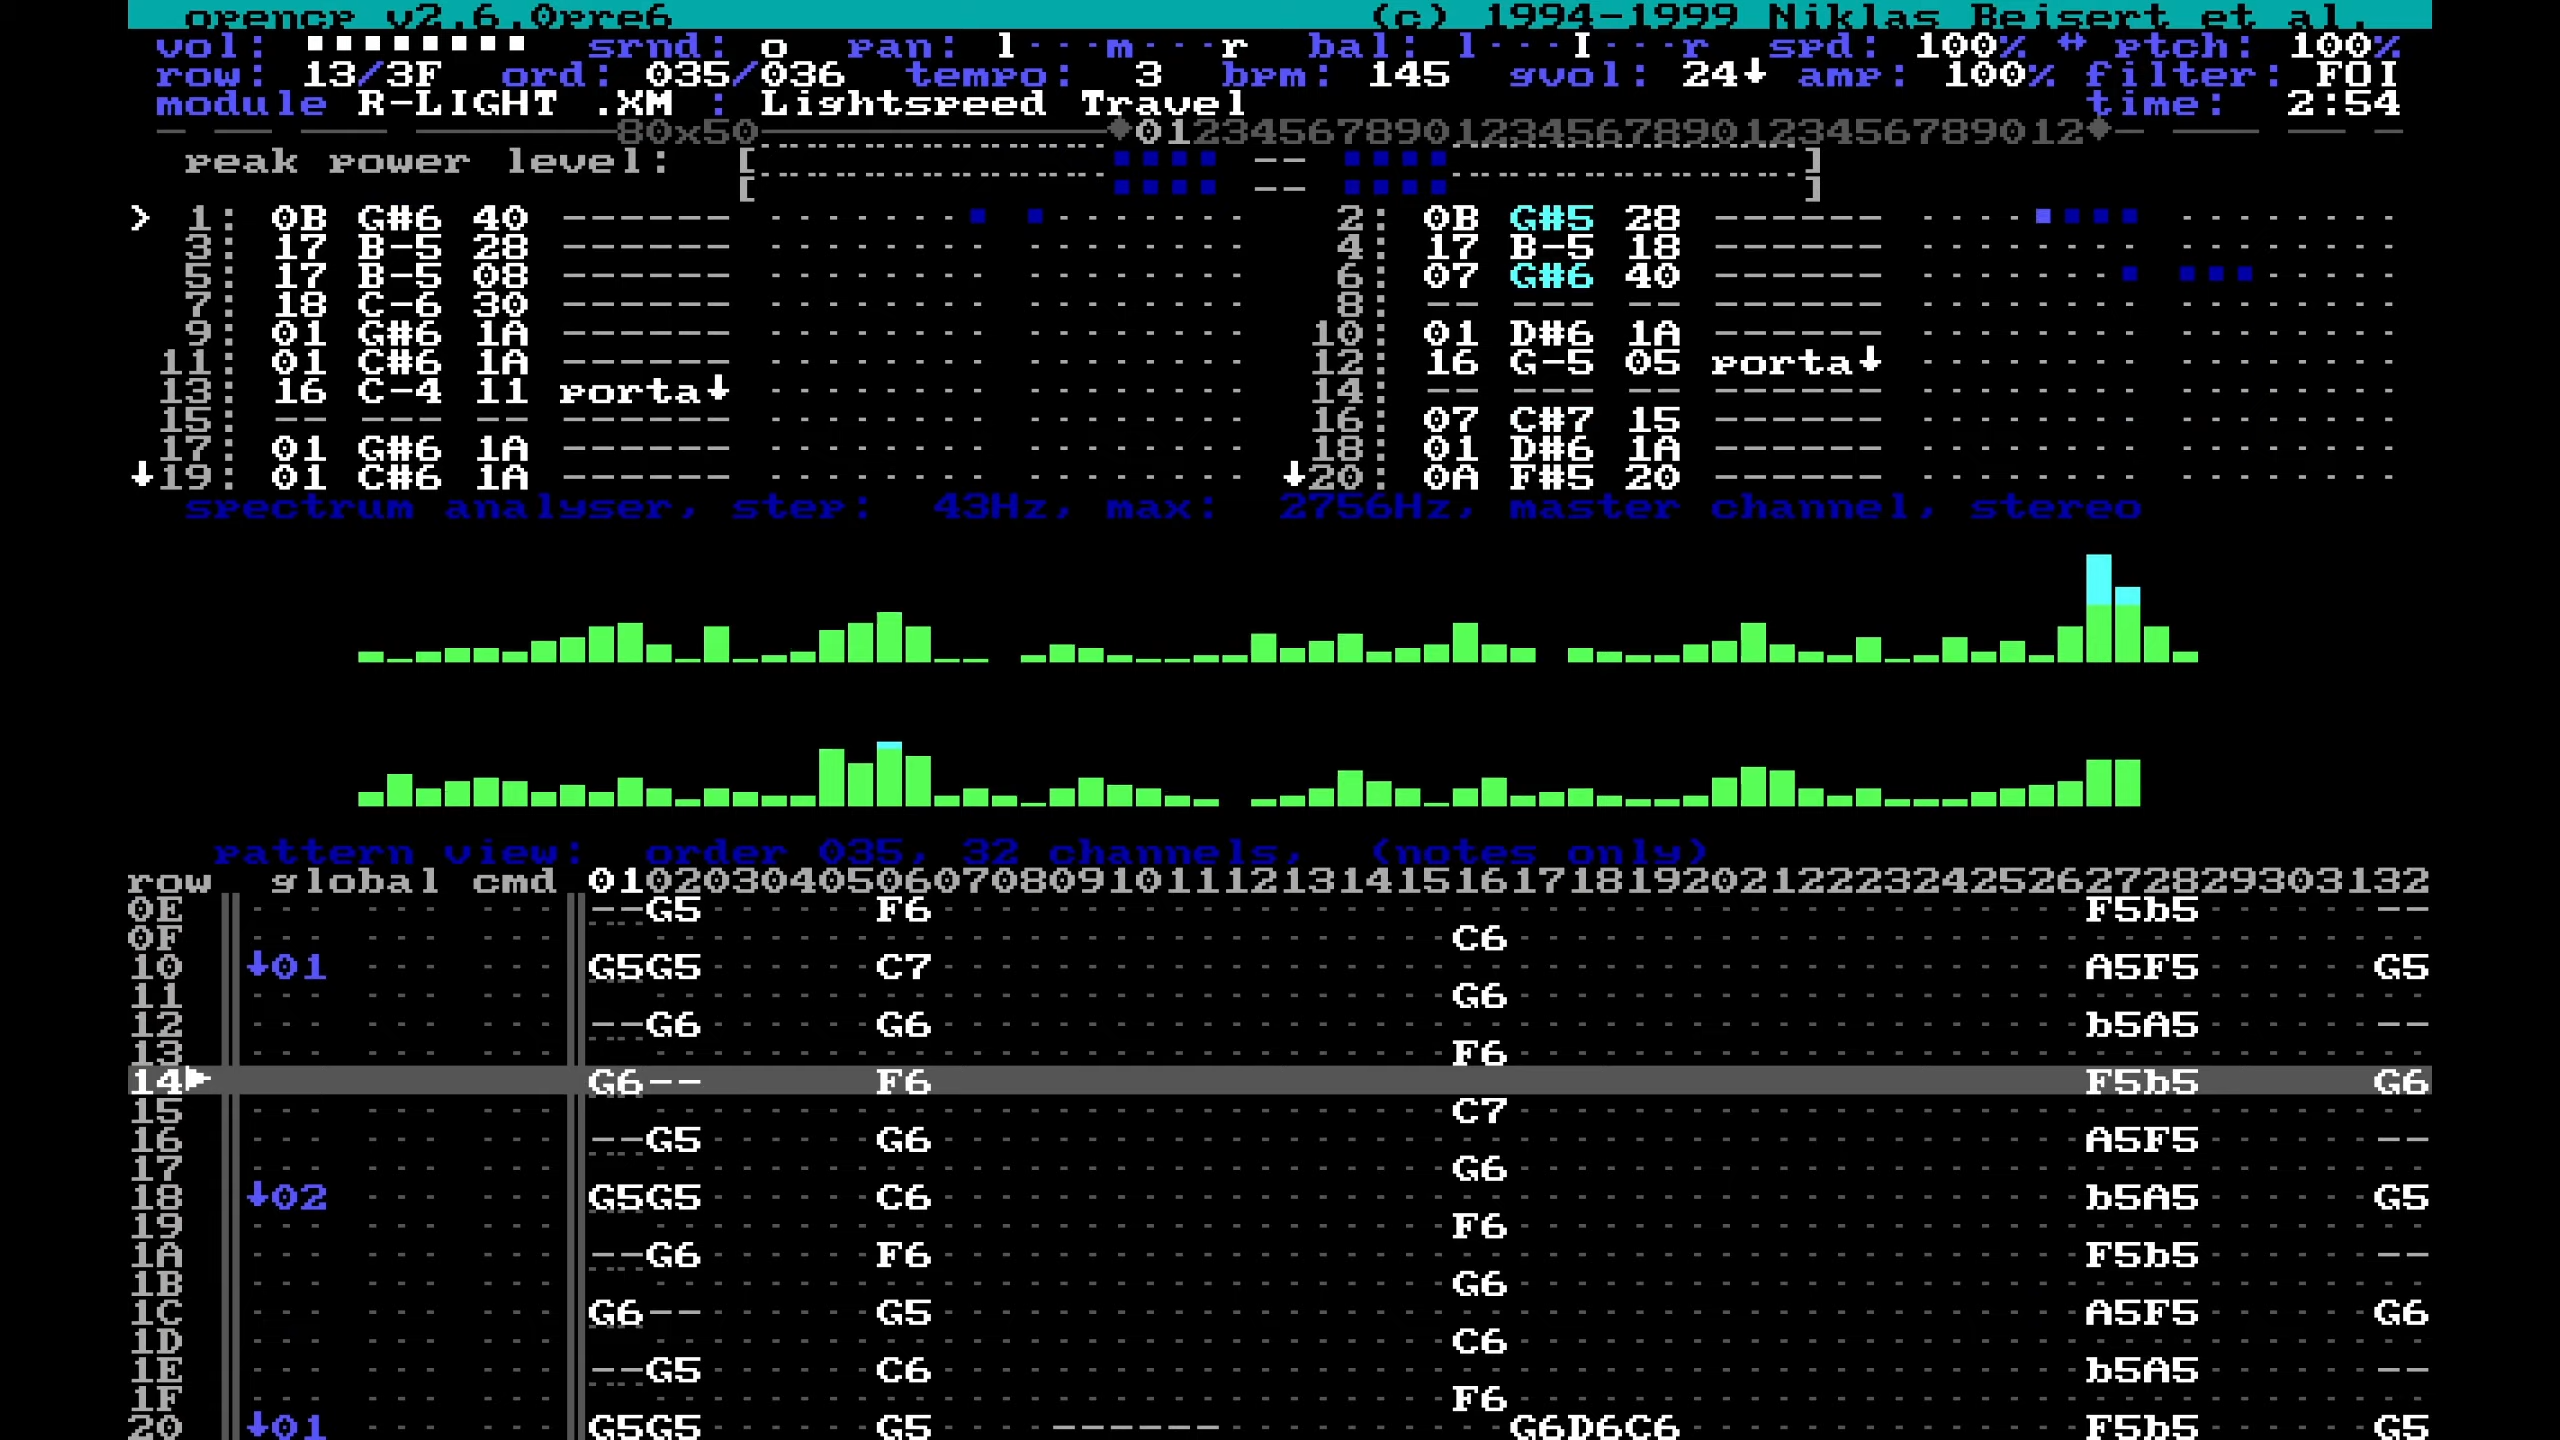 opencp v2.6.0pre6 (c) 1994-1999 Niklas Beisert et al.
vol: ■■■■■■■■ srnd: o pan: l---m---r bal: l---I---r spd: 100% ↔ ptch: 100%
row: 13/3F ord: 035/036 tempo: 3 bpm: 145 gvol: 24↓ amp: 100% filter: FOI
module R-LIGHT .XM : Lightspeed Travel time: 2:54
80x50 01234567890123456789012345678901 2
peak power level: [ -- ]
[ -- ]
> 1: 0B G#6 40 ------ 2: 0B G#5 28 ------
3: 17 B-5 28 ------ 4: 17 B-5 18 ------
5: 17 B-5 08 ------ 6: 07 G#6 40 ------
7: 18 C-6 30 ------ 8: -- --- -- ------
9: 01 G#6 1A ------ 10: 01 D#6 1A ------
11: 01 C#6 1A ------ 12: 16 G-5 05 porta↓
13: 16 C-4 11 porta↓ 14: -- --- -- ------
15: -- --- -- ------ 16: 07 C#7 15 ------
17: 01 G#6 1A ------ 18: 01 D#6 1A ------
↓19: 01 C#6 1A ------ ↓20: 0A F#5 20 ------
spectrum analyser, step: 43Hz, max: 2756Hz, master channel, stereo
pattern view: order 035, 32 channels, (notes only)
row global cmd 0102030405060708091011121314151617181920212223242526272829303132
0E --G5 F6 F5b5 --
0F C6
10 ↓01 G5G5 C7 A5F5 G5
11 G6
12 --G6 G6 b5A5 --
13 F6
14► G6-- F6 F5b5 G6
15 C7
16 --G5 G6 A5F5 --
17 G6
18 ↓02 G5G5 C6 b5A5 G5
19 F6
1A --G6 F6 F5b5 --
1B G6
1C G6-- G5 A5F5 G6
1D C6
1E --G5 C6 b5A5 --
1F F6
20 ↓01 G5G5 G5 ------ G6D6C6 F5b5 G5